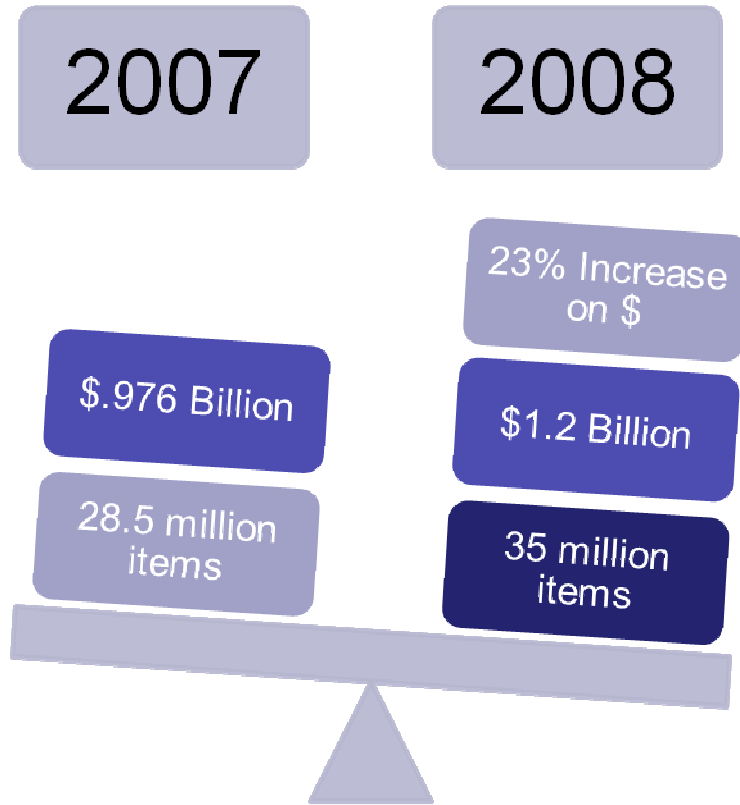 2007
2008
$.976 Billion
28.5 million
items
23% Increase
on $
$1.2 Billion
35 million
items